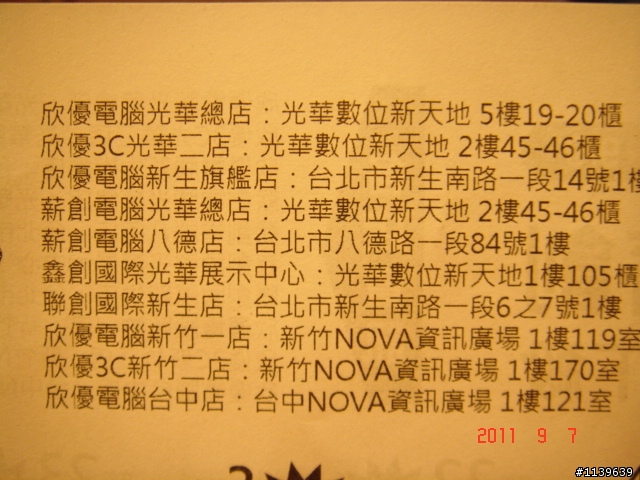 欣優電腦光華總店：光華數位新天地 5樓19-20櫃
欣優3C光華二店：光華數位新天地 2樓45-46櫃
欣優電腦新生旗艦店：台北市新生南路一段14號1樓
薪創電腦光華總店：光華數位新天地 2樓45-46櫃
薪創電腦八德店：台北市八德路一段84號1樓
鑫創國際光華展示中心：光華數位新天地1樓105櫃
聯創國際新生店：台北市新生南路一段6之7號1樓
欣優電腦新竹一店：新竹NOVA資訊廣場 1樓119室
欣優3C新竹二店：新竹NOVA資訊廣場 1樓170室
欣優電腦台中店：台中NOVA資訊廣場 1樓121室
2011 9 7
#1139639